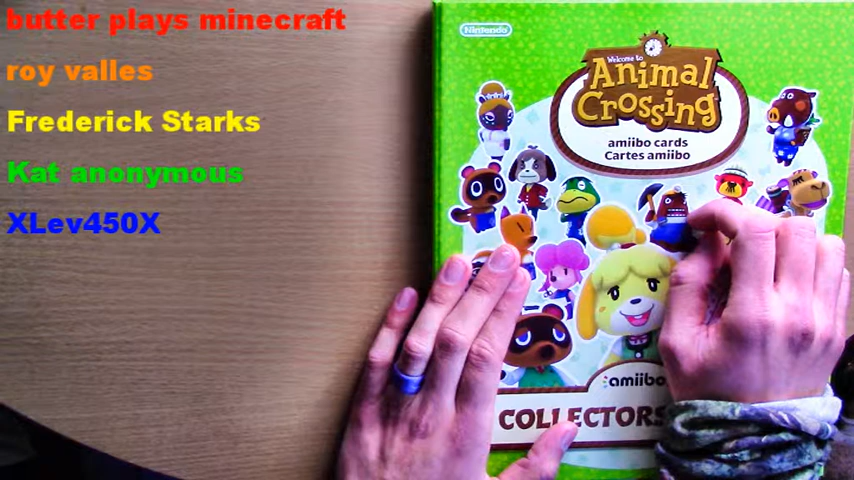 butter plays minecraft
roy valles
Frederick Starks
Kat anonymous
XLev450X
Nintendo
Welcome to
Animal
Crossing
amiibo cards
Cartes amiibo
amiibo
COLLECTORS